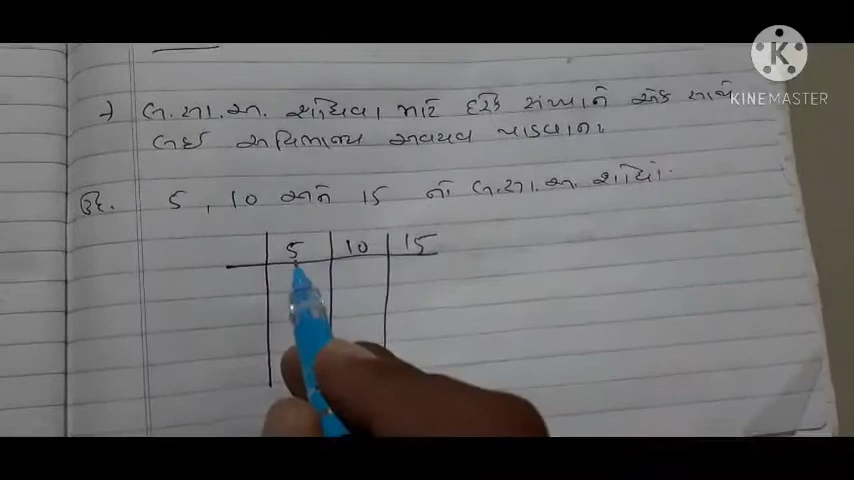 → લ.સા.અ. શોધવા માટે દરેક સંખ્યાને એક સાથે
લઈ અવિભાજ્ય અવયવ પાડવાના
ઉદા. 5, 10 અને 15 નો લ.સા.અ. શોધો.
5 10 15
KINEMASTER